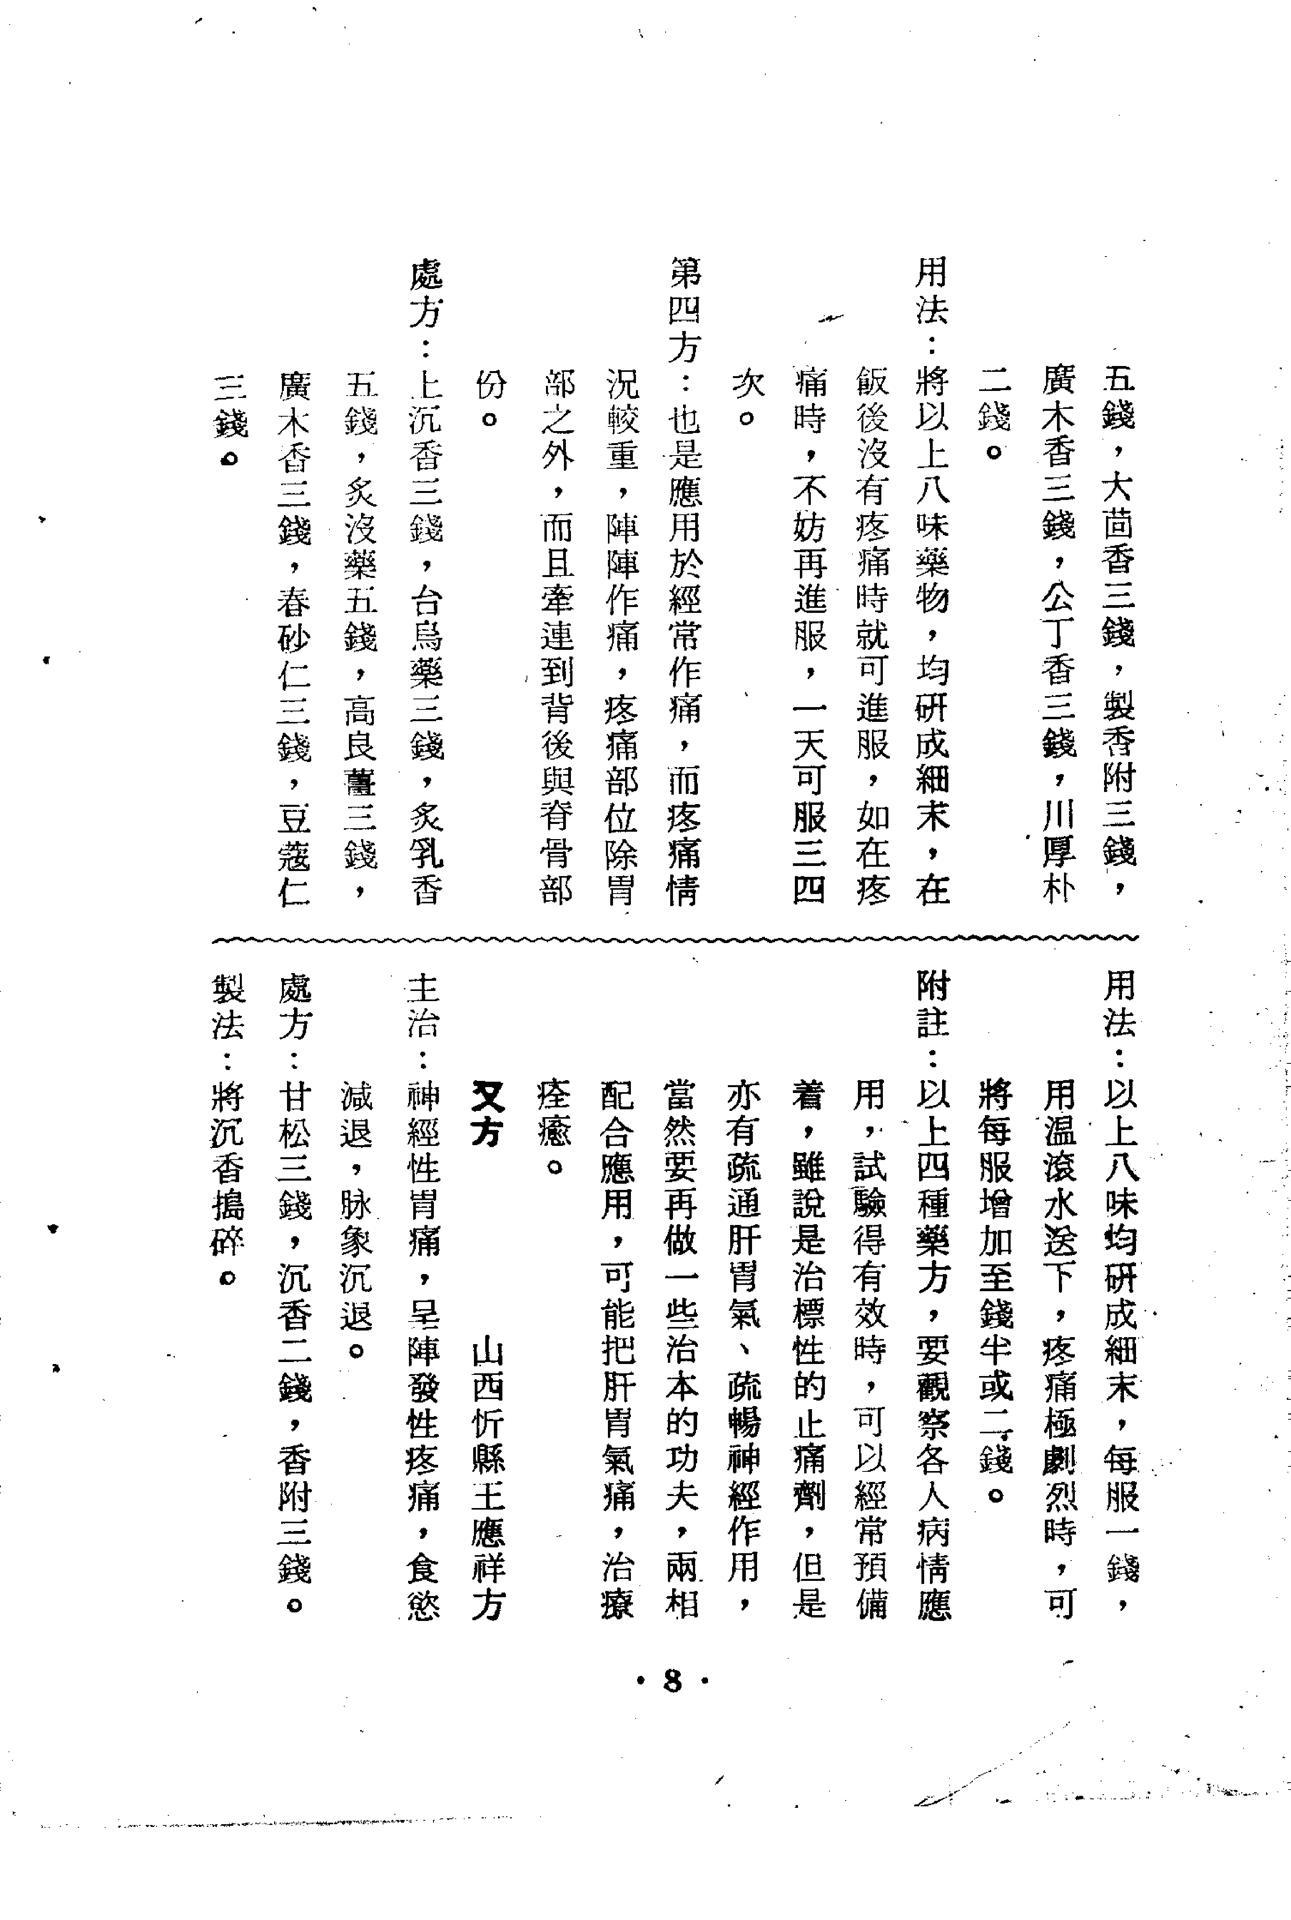 五錢，大茴香三錢，製香附三錢，
廣木香三錢，公丁香三錢，川厚朴
二錢。
用法：將以上八味藥物，均研成細末，在
飯後沒有疼痛時就可進服，如在疼
痛時，不妨再進服，一天可服三四
次。
第四方：也是應用於經常作痛，而疼痛情
況較重，陣陣作痛，疼痛部位除胃
部之外，而且牽連到背後與脊骨部
份。
處方：上沉香三錢，台烏藥三錢，炙乳香
五錢，炙沒藥五錢，高良薑三錢，
廣木香三錢，春砂仁三錢，豆蔻仁
三錢。
用法：以上八味均研成細末，每服一錢，
用温滾水送下，疼痛極劇烈時，可
將每服增加至錢半或二錢。
附註：以上四種藥方，要觀察各人病情應
用，試驗得有效時，可以經常預備
着，雖說是治標性的止痛劑，但是
亦有疏通肝胃氣、疏暢神經作用，
當然要再做一些治本的功夫，兩相
配合應用，可能把肝胃氣痛，治療
痊癒。
又方　　山西忻縣王應祥方
主治：神經性胃痛，呈陣發性疼痛，食慾
減退，脉象沉退。
處方：甘松三錢，沉香二錢，香附三錢。
製法：將沉香搗碎。
·8·